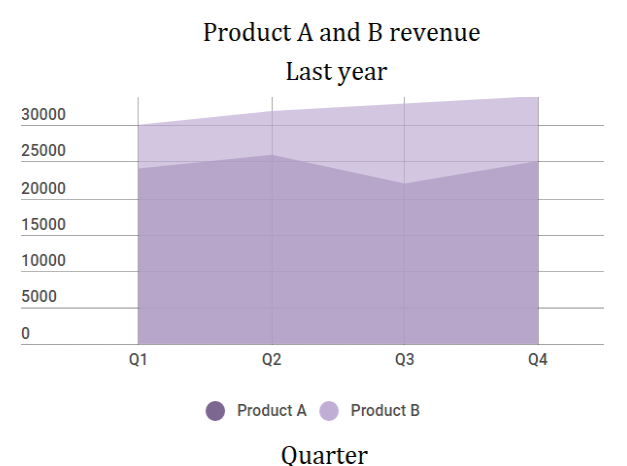 Product A and B revenue
Last year
30000
25000
20000
15000
10000
5000
0
Q1 Q2 Q3 Q4
Product A Product B
Quarter